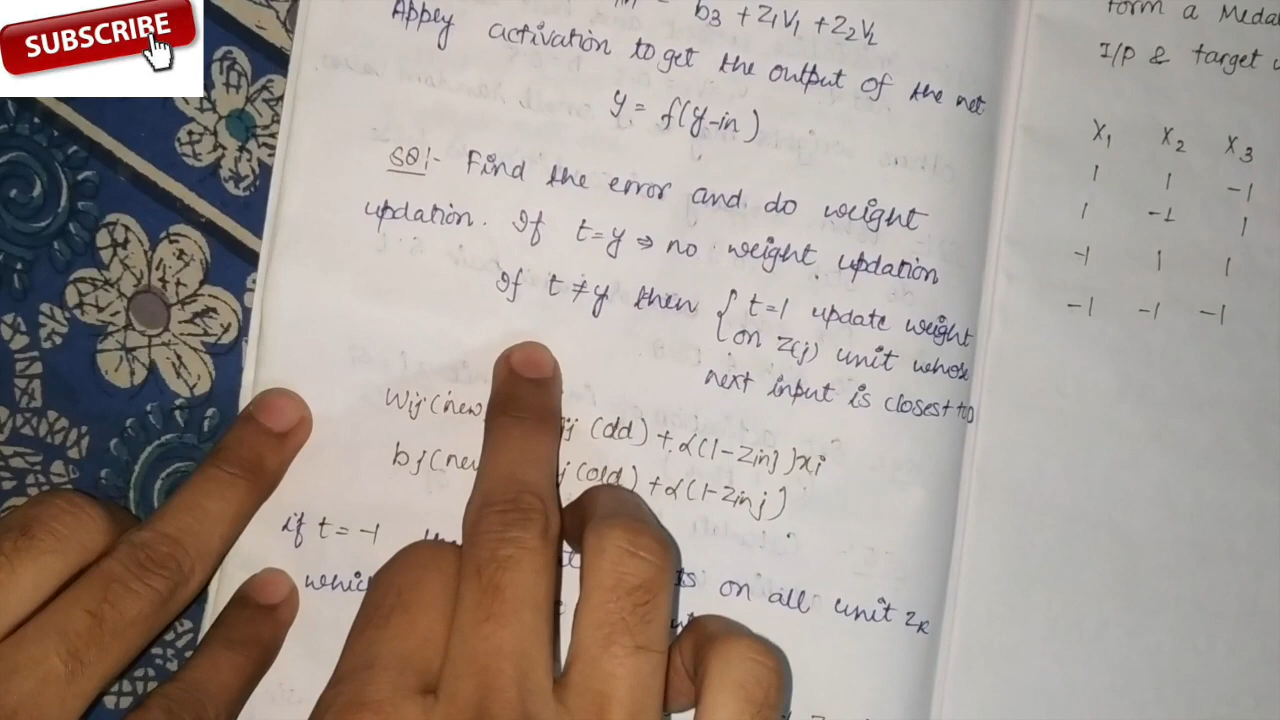 SUBSCRIBE
b3 + Z1V1 + Z2V2
Apply activation to get the output of the net
y = f(y-in)
S8:- Find the error and do weight
updation. If t=y ⇒ no weight updation
If t≠y then { t=1 update weight
on Z(j) unit whose
next input is closest to 0
Wij(new ij (old) + α(1-Zinj)xi
bj(new j (old) + α(1-Zinj)
if t = -1 on all unit ZK
form a Mada
I/P & target
X1 X2 X3
1 1 -1
1 -1 1
-1 1 1
-1 -1 -1